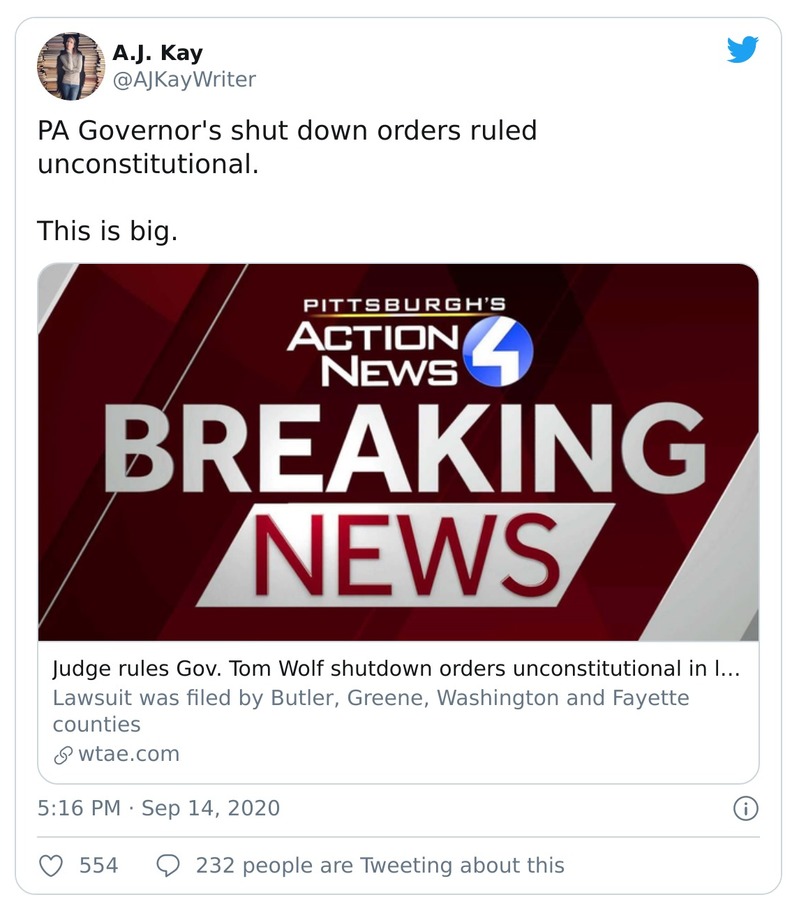 A.J. Kay
@AJKayWriter
PA Governor's shut down orders ruled
unconstitutional.
This is big.
PITTSBURGH'S
ACTION
NEWS 4
BREAKING
NEWS
Judge rules Gov. Tom Wolf shutdown orders unconstitutional in l...
Lawsuit was filed by Butler, Greene, Washington and Fayette
counties
wtae.com
5:16 PM · Sep 14, 2020
554 232 people are Tweeting about this